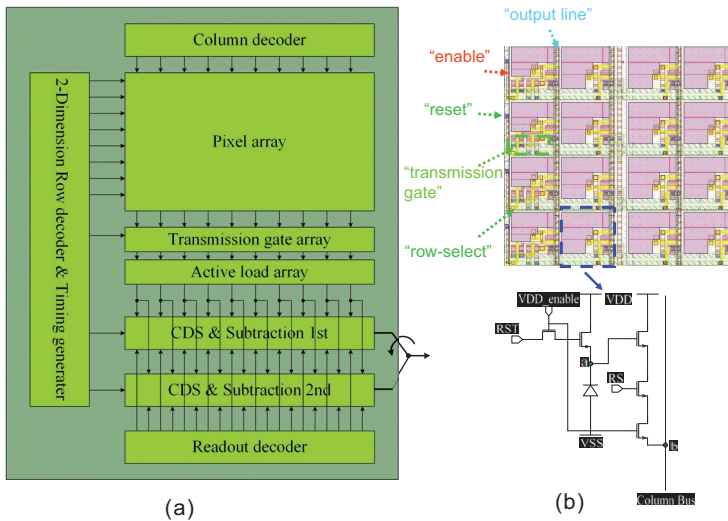 Column decoder
2-Dimension Row decoder & Timing generater
Pixel array
Transmission gate array
Active load array
CDS & Subtraction 1st
CDS & Subtraction 2nd
Readout decoder
(a)
“output line”
“enable”
“reset”
“transmission
gate”
“row-select”
VDD_enable
VDD
RST
a
RS
VSS
b
Column Bus
(b)